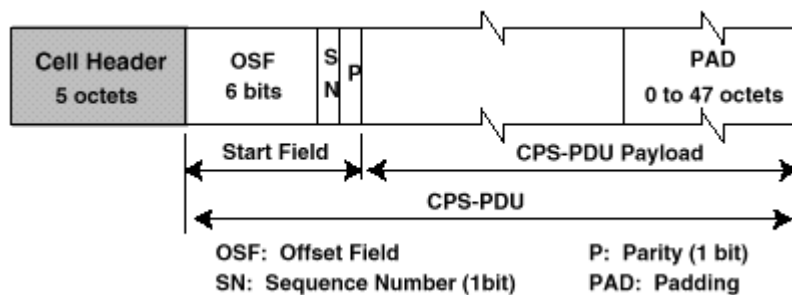 Cell Header
5 octets
OSF
6 bits
S
N
P
PAD
0 to 47 octets
Start Field
CPS-PDU Payload
CPS-PDU
OSF: Offset Field
P: Parity (1 bit)
SN: Sequence Number (1bit)
PAD: Padding